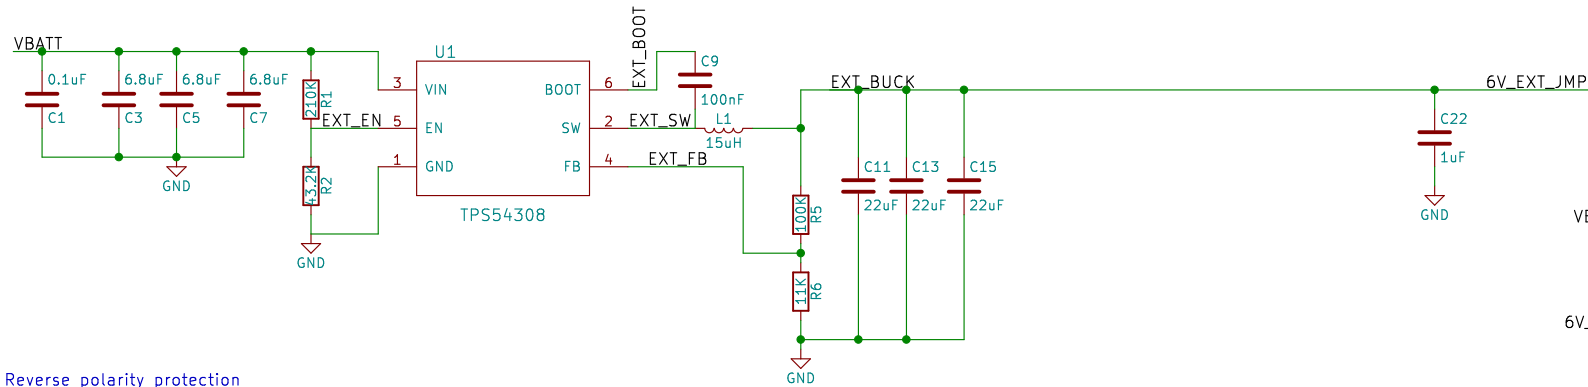 VBATT
0.1uF
C1
6.8uF
C3
6.8uF
C5
6.8uF
C7
GND
210K
R1
EXT_EN
43.2K
R2
GND
U1
3
VIN
5
EN
1
GND
BOOT
6
SW
2
FB
4
TPS54308
EXT_BOOT
C9
100nF
EXT_SW
L1
15uH
EXT_FB
EXT_BUCK
100K
R5
11K
R6
GND
C11
22uF
C13
22uF
C15
22uF
6V_EXT_JMP
C22
1uF
GND
6V_
Reverse polarity protection